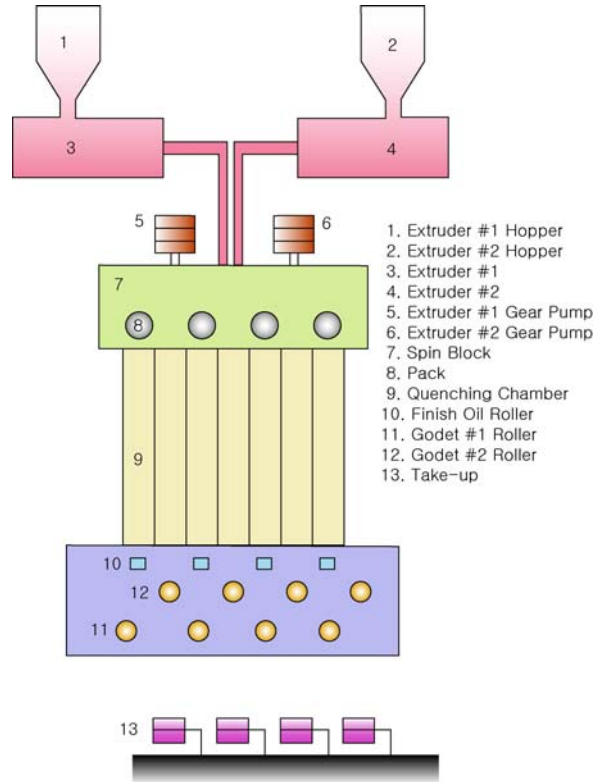 1
2
3
4
5
6
7
8
9
10
12
11
13
1. Extruder #1 Hopper
2. Extruder #2 Hopper
3. Extruder #1
4. Extruder #2
5. Extruder #1 Gear Pump
6. Extruder #2 Gear Pump
7. Spin Block
8. Pack
9. Quenching Chamber
10. Finish Oil Roller
11. Godet #1 Roller
12. Godet #2 Roller
13. Take-up